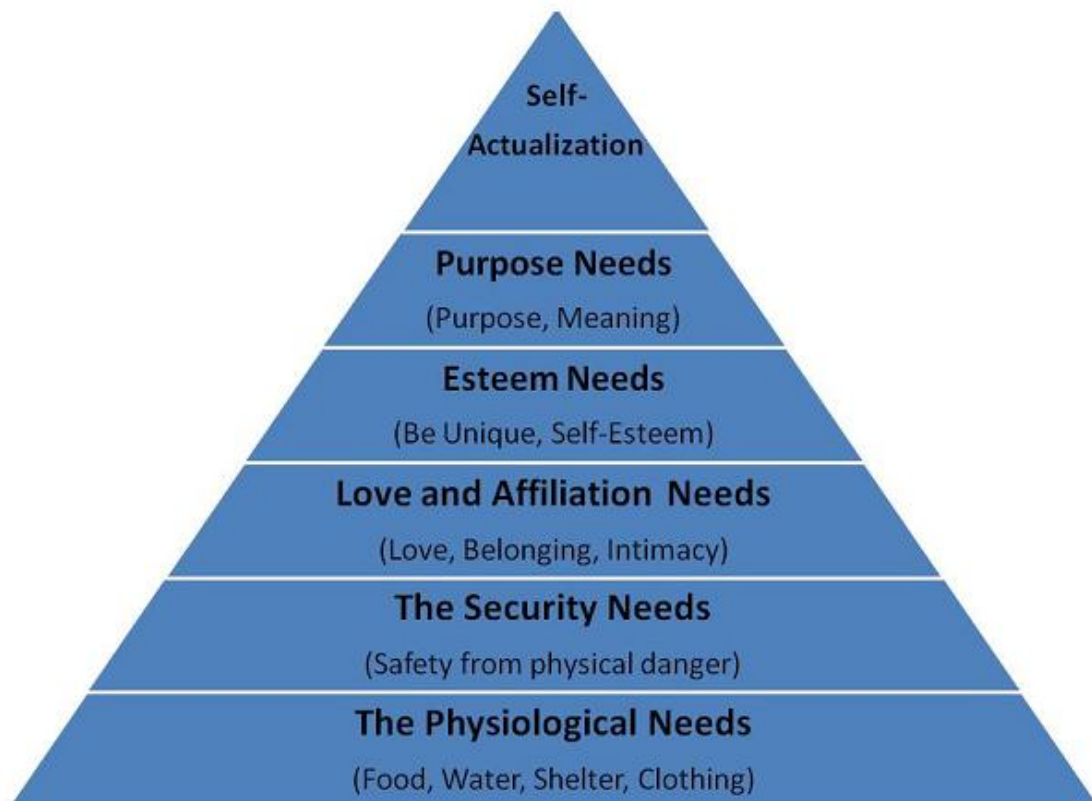 Self-
Actualization
Purpose Needs
(Purpose, Meaning)
Esteem Needs
(Be Unique, Self-Esteem)
Love and Affiliation Needs
(Love, Belonging, Intimacy)
The Security Needs
(Safety from physical danger)
The Physiological Needs
(Food, Water, Shelter, Clothing)